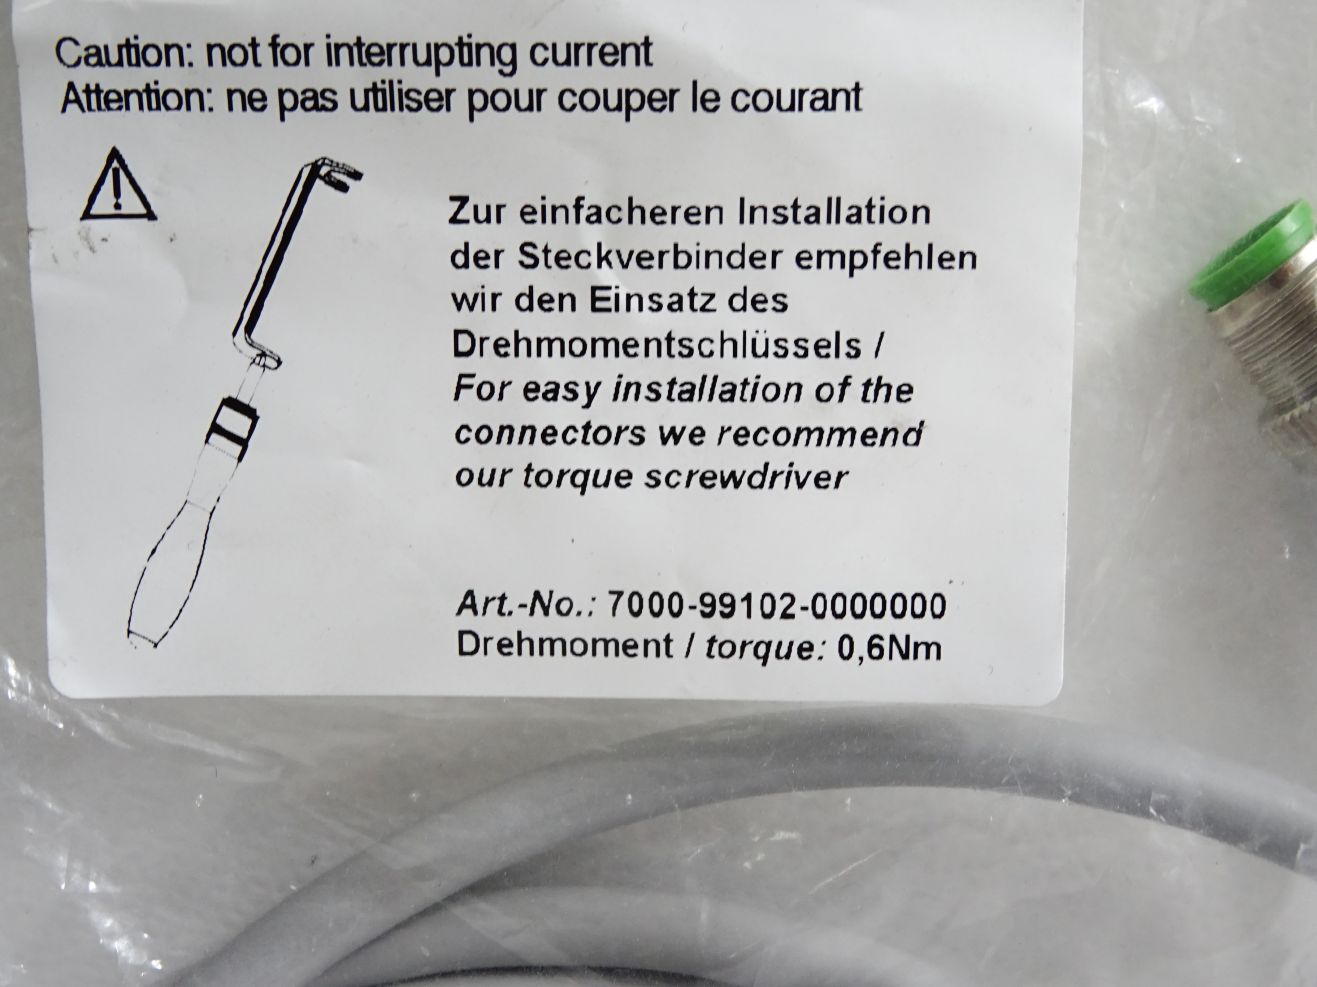 Caution: not for interrupting current
Attention: ne pas utiliser pour couper le courant
Zur einfacheren Installation
der Steckverbinder empfehlen
wir den Einsatz des
Drehmomentschlüssels /
For easy installation of the
connectors we recommend
our torque screwdriver
Art.-No.: 7000-99102-0000000
Drehmoment / torque: 0,6Nm